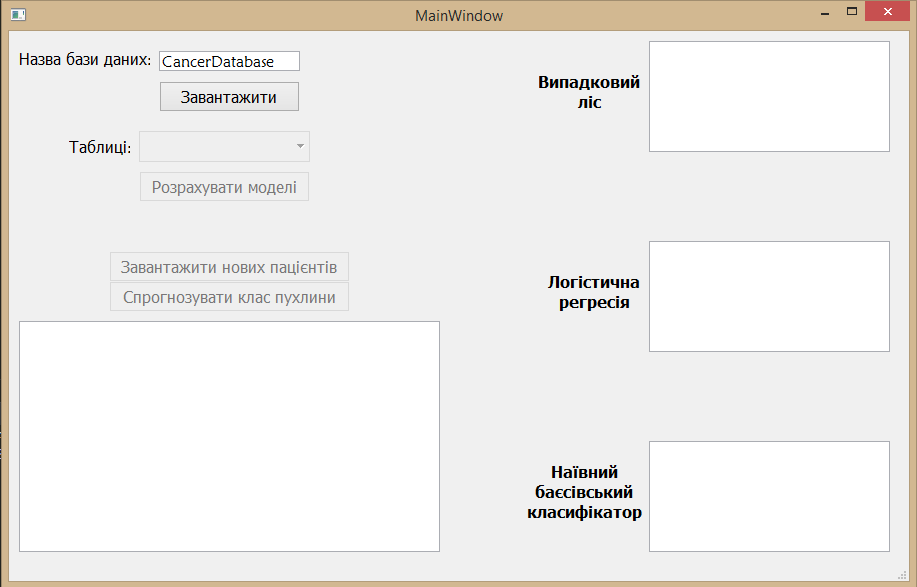 MainWindow
Назва бази даних: CancerDatabase
Завантажити
Таблиці:
Розрахувати моделі
Завантажити нових пацієнтів
Спрогнозувати клас пухлини
Випадковий
ліс
Логістична
регресія
Наївний
баєсівський
класифікатор